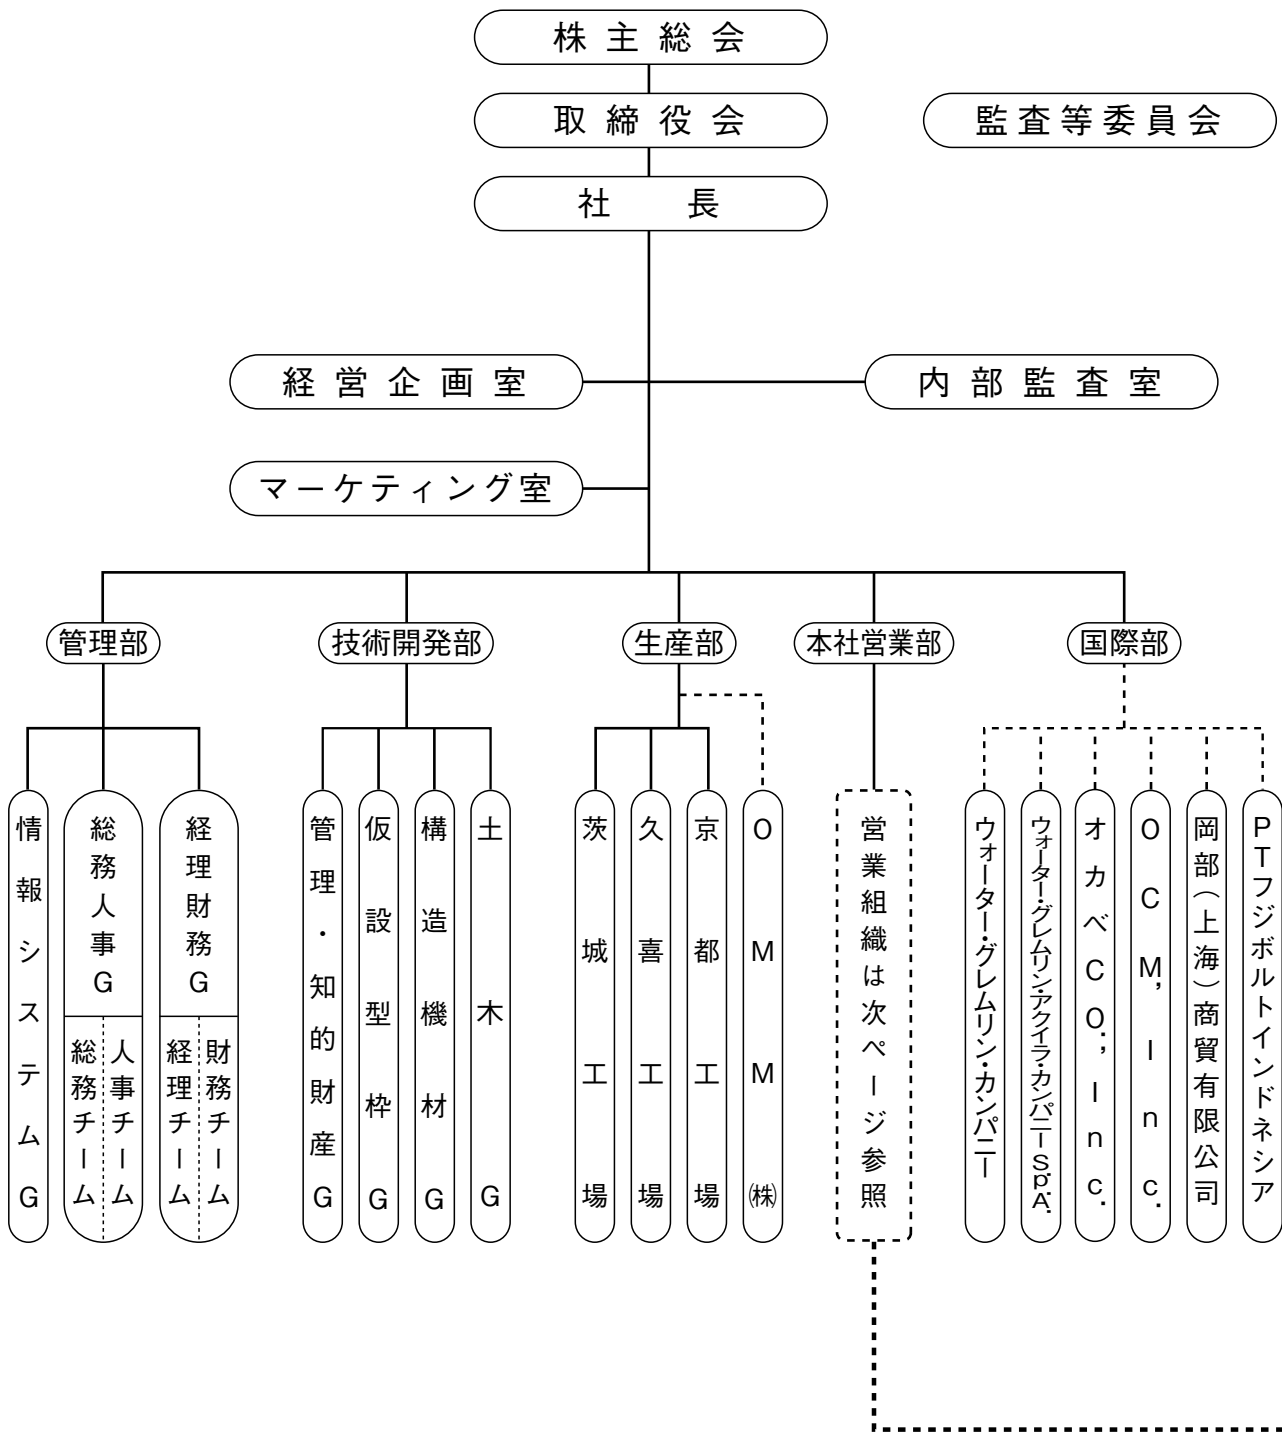 株主総会
取締役会
監査等委員会
社長
経営企画室
内部監査室
マーケティング室
管理部
技術開発部
生産部
本社営業部
国際部
情報システムG
総務人事G
総務チーム
人事チーム
経理財務G
経理チーム
財務チーム
管理・知的財産G
仮設型枠G
構造機材G
土木G
茨城工場
久喜工場
京都工場
OMM㈱
営業組織は次ページ参照
ウォーター・グレムリン・カンパニー
ウォーター・グレムリン・アクイラ・カンパニーS.p.A.
オカベCO.,Inc.
OCM,Inc.
岡部(上海)商貿有限公司
PTフジボルトインドネシア